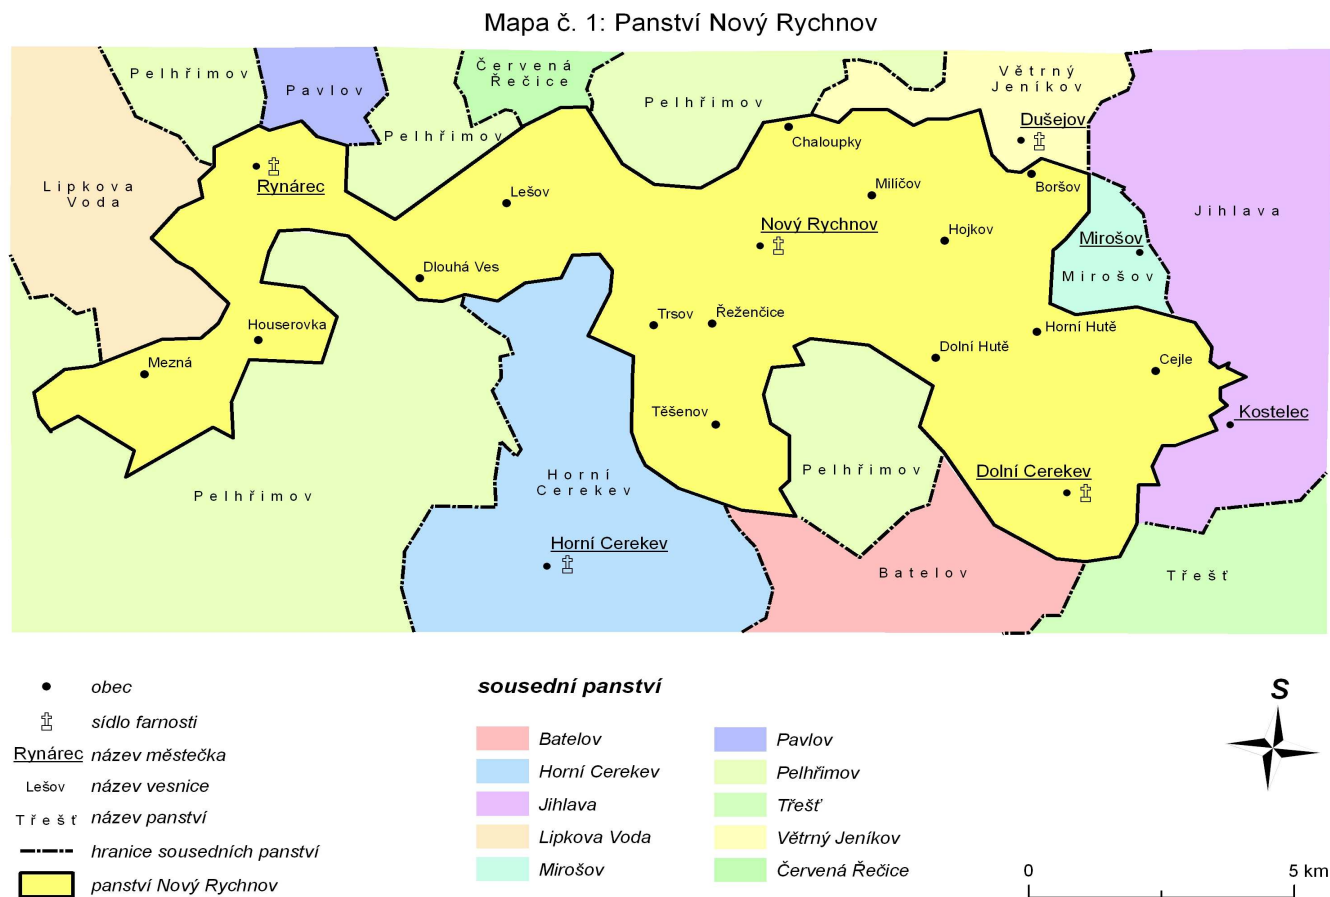 Mapa č. 1: Panství Nový Rychnov
Pelhřimov
Pavlov
Červená
Řečice
Pelhřimov
Pelhřimov
Větrný
Jeníkov
Dušejov
Chaloupky
Rynárec
Lipkova
Voda
Lešov
Milíčov
Boršov
Jihlava
Nový Rychnov
Hojkov
Mirošov
Mirošov
Dlouhá Ves
Houserovka
Trsov
Řeženčice
Horní Hutě
Dolní Hutě
Mezná
Cejle
Těšenov
Kostelec
Pelhřimov
Dolní Cerekev
Horní
Cerekev
Pelhřimov
Horní Cerekev
Batelov
Třešť
obec
sídlo farnosti
Rynárec název městečka
Lešov název vesnice
Třešť název panství
hranice sousedních panství
panství Nový Rychnov
sousední panství
Batelov
Horní Cerekev
Jihlava
Lipkova Voda
Mirošov
Pavlov
Pelhřimov
Třešť
Větrný Jeníkov
Červená Řečice
S
0 5 km